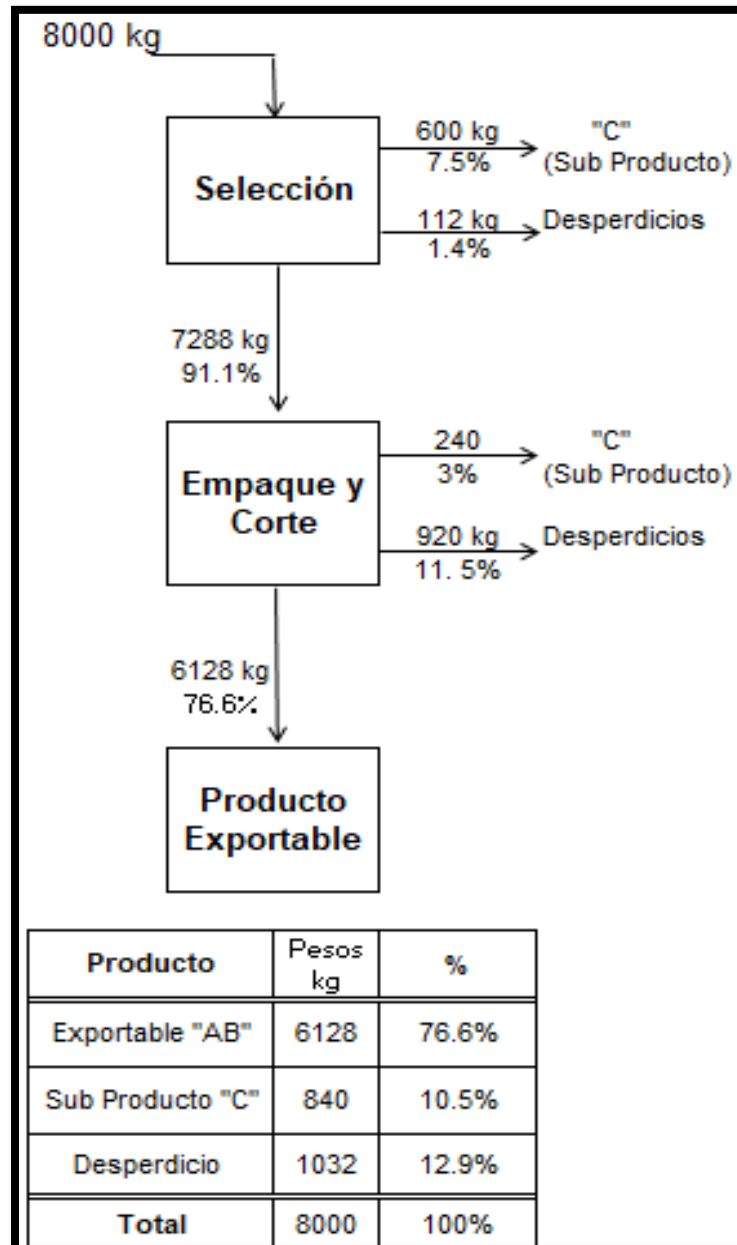 8000 kg
Selección
600 kg
7.5%
"C"
(Sub Producto)
112 kg
1.4%
Desperdicios
7288 kg
91.1%
Empaque y
Corte
240
3%
"C"
(Sub Producto)
920 kg
11. 5%
Desperdicios
6128 kg
76.6%
Producto
Exportable
Producto Pesos kg %
Exportable "AB" 6128 76.6%
Sub Producto "C" 840 10.5%
Desperdicio 1032 12.9%
Total 8000 100%